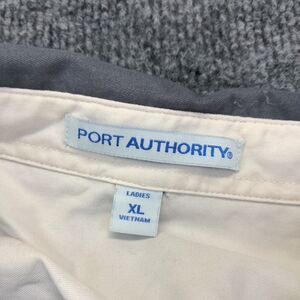 PORT AUTHORITY®
LADIES
XL
VIETNAM